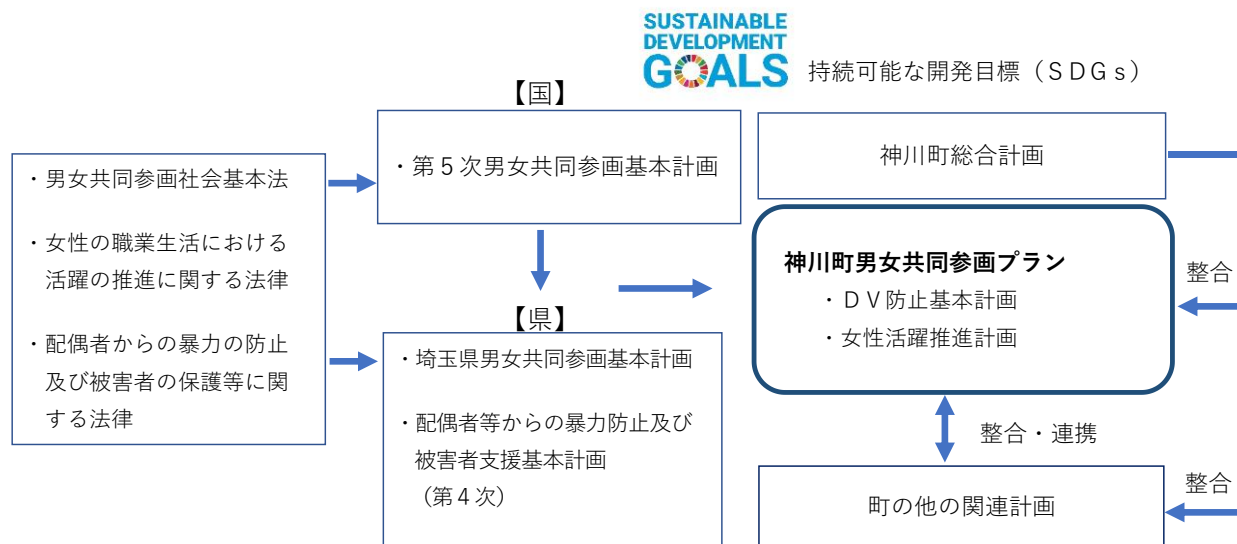 SUSTAINABLE
DEVELOPMENT
GOALS
持続可能な開発目標（ＳＤＧｓ）
・男女共同参画社会基本法
・女性の職業生活における
活躍の推進に関する法律
・配偶者からの暴力の防止
及び被害者の保護等に関
する法律
【国】
・第５次男女共同参画基本計画
【県】
・埼玉県男女共同参画基本計画
・配偶者等からの暴力防止及び
被害者支援基本計画
（第４次）
神川町総合計画
神川町男女共同参画プラン
・ＤＶ防止基本計画
・女性活躍推進計画
整合
整合・連携
町の他の関連計画
整合